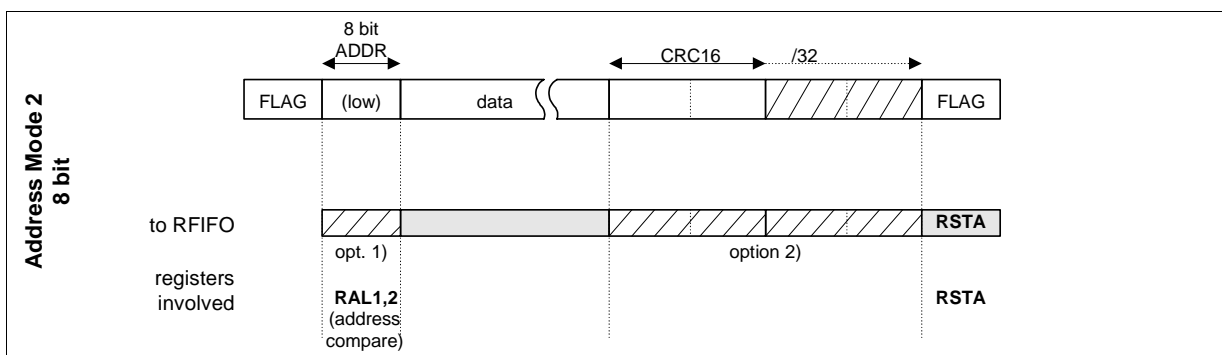 8 bit
ADDR
CRC16 /32
FLAG (low) data FLAG
Address Mode 2
8 bit
to RFIFO RSTA
opt. 1) option 2)
registers
involved
RAL1,2 RSTA
(address
compare)